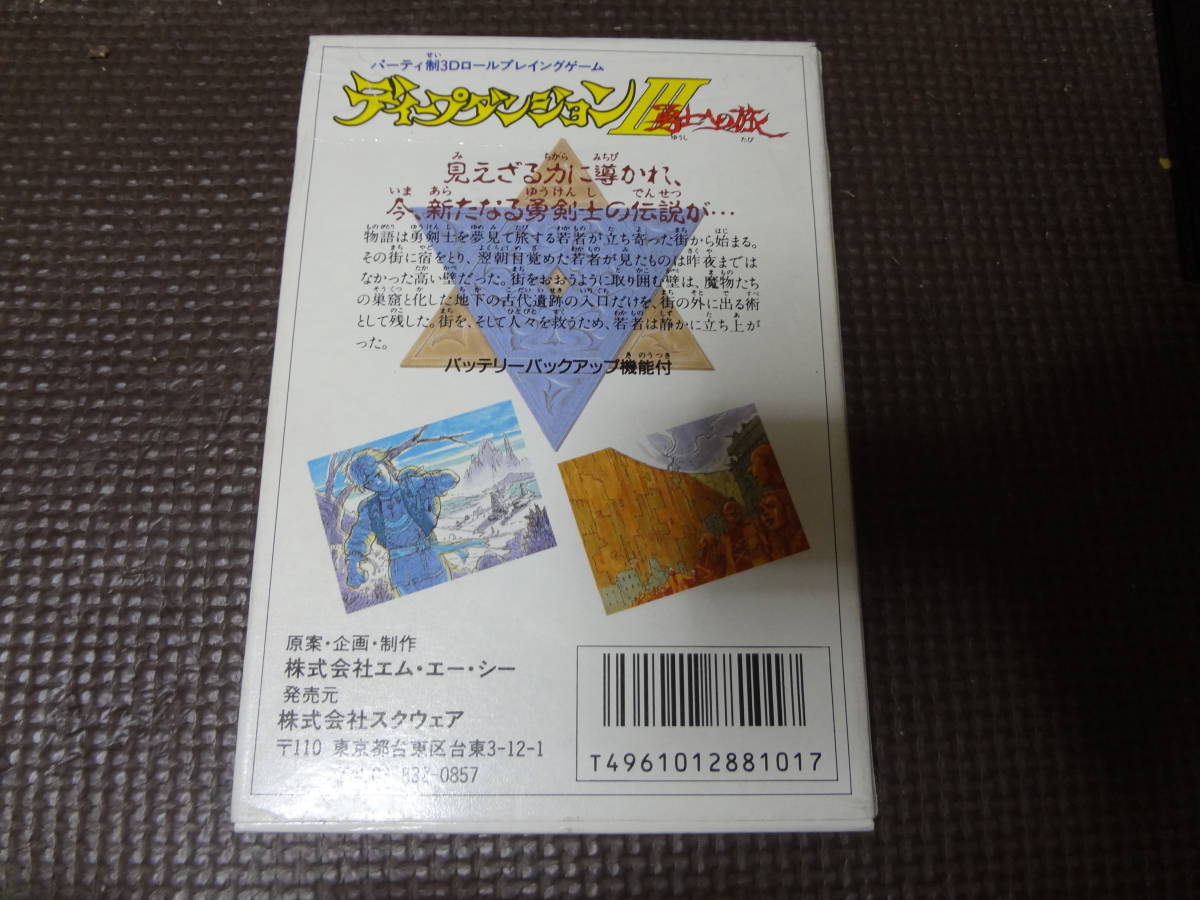 パーティ制3Dロールプレイングゲーム
ディープダンジョンIII 勇士への旅
見えざる力に導かれ、
今、新たなる勇剣士の伝説が…
物語は勇剣士を夢見て旅する若者が立ち寄った街から始まる。
その街に宿をとり、翌朝目覚めた若者が見たものは昨夜までは
なかった高い壁だった。街をおおうように取り囲む壁は、魔物たち
の巣窟と化した地下の古代遺跡の入口だけを、街の外に出る術
として残した。街を、そして人々を救うため、若者は静かに立ち上が
った。
バッテリーバックアップ機能付
原案・企画・制作
株式会社エム・エー・シー
発売元
株式会社スクウェア
〒110 東京都台東区台東3-12-1
832-0857
T4961012881017